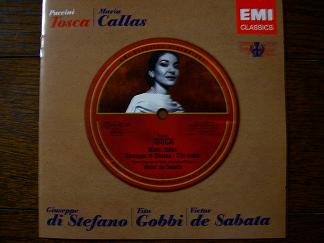 Puccini
Tosca
Maria
Callas
EMI
CLASSICS
TOSCA
Maria Callas
Giuseppe di Stefano · Tito Gobbi
Victor de Sabata
Giuseppe
di Stefano
Tito
Gobbi
Victor
de Sabata